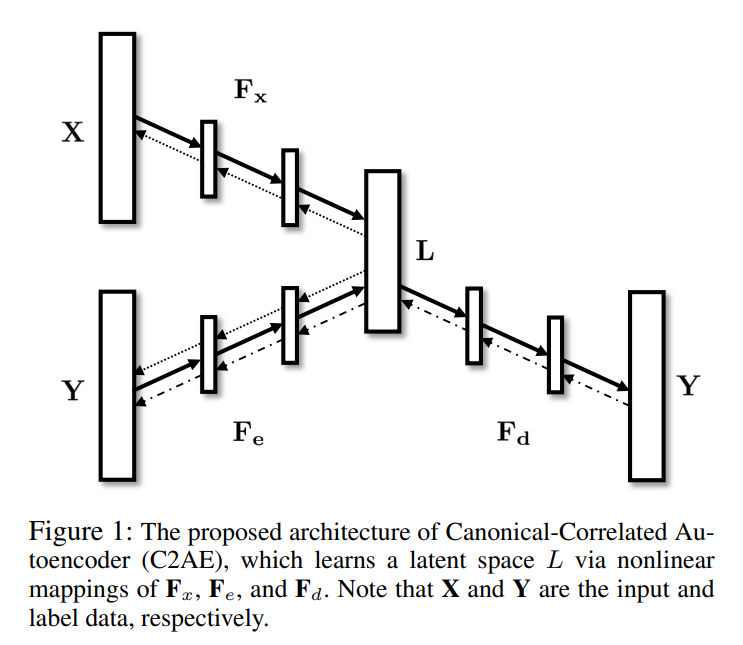 Fx
X
L
Y
Y
Fe
Fd
Figure 1: The proposed architecture of Canonical-Correlated Au-
toencoder (C2AE), which learns a latent space L via nonlinear
mappings of Fx, Fe, and Fd. Note that X and Y are the input and
label data, respectively.